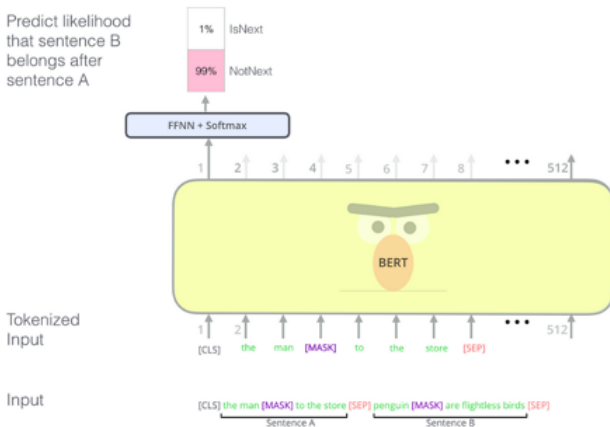 Predict likelihood
that sentence B
belongs after
sentence A
1% IsNext
99% NotNext
FFNN + Softmax
1 2 3 4 5 6 7 8 ••• 512
BERT
Tokenized
Input
1 2 ••• 512
[CLS] the man [MASK] to the store [SEP]
Input
[CLS] the man [MASK] to the store [SEP] penguin [MASK] are flightless birds [SEP]
Sentence A Sentence B